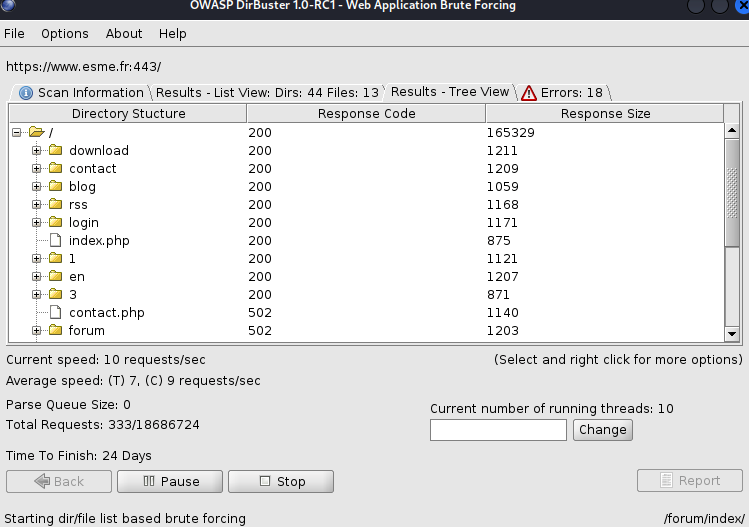 OWASP DirBuster 1.0-RC1 - Web Application Brute Forcing
File Options About Help
https://www.esme.fr:443/
Scan Information Results - List View: Dirs: 44 Files: 13 Results - Tree View Errors: 18
Directory Stucture Response Code Response Size
/ 200 165329
download 200 1211
contact 200 1209
blog 200 1059
rss 200 1168
login 200 1171
index.php 200 875
1 200 1121
en 200 1207
3 200 871
contact.php 502 1140
forum 502 1203
Current speed: 10 requests/sec (Select and right click for more options)
Average speed: (T) 7, (C) 9 requests/sec
Parse Queue Size: 0 Current number of running threads: 10
Total Requests: 333/18686724 Change
Time To Finish: 24 Days
Back Pause Stop Report
Starting dir/file list based brute forcing /forum/index/